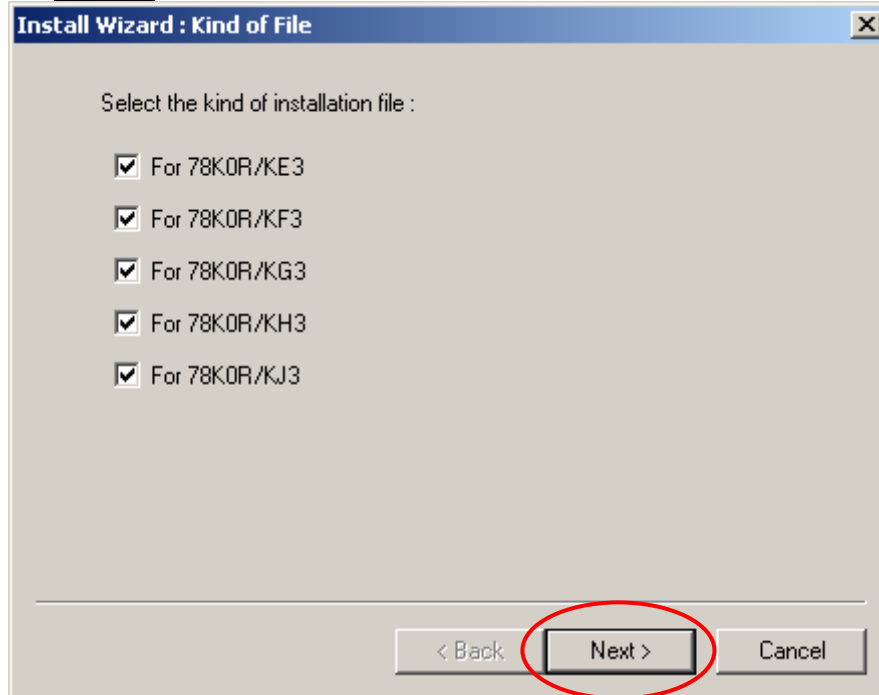 Install Wizard : Kind of File
Select the kind of installation file :
For 78K0R/KE3
For 78K0R/KF3
For 78K0R/KG3
For 78K0R/KH3
For 78K0R/KJ3
< Back
Next >
Cancel